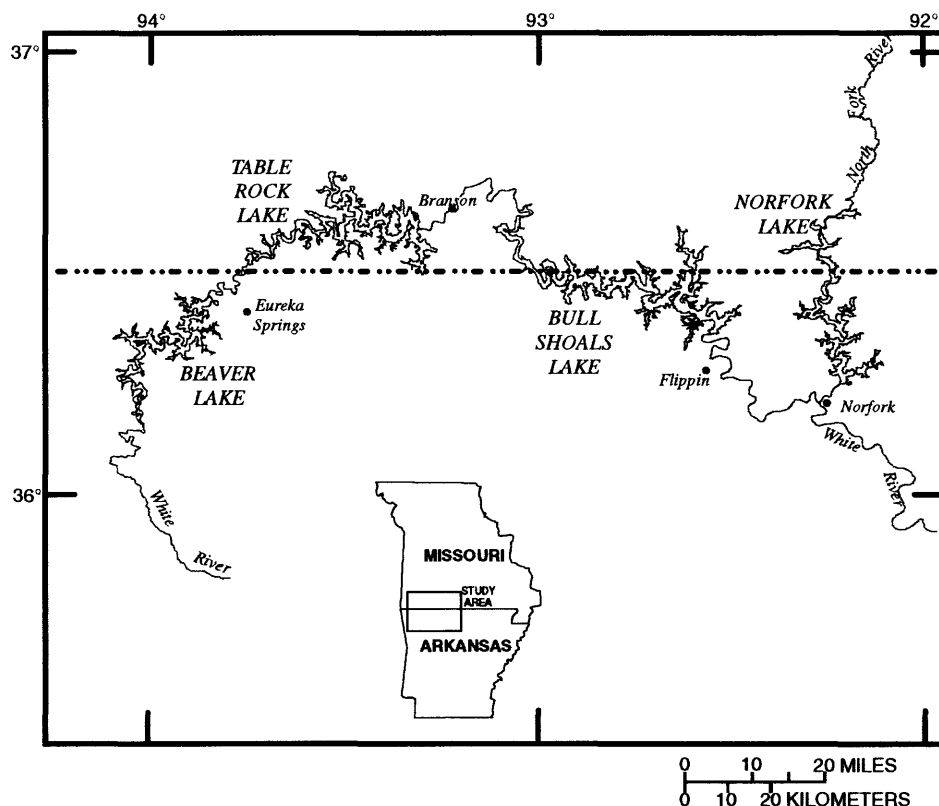 94° 93° 92°
37°
River
Fork
North
TABLE
ROCK
LAKE
Branson
NORFORK
LAKE
Eureka
Springs
BULL
SHOALS
LAKE
BEAVER
LAKE
Flippin
Norfork
White
River
36°
White
River
MISSOURI
STUDY
AREA
ARKANSAS
0 10 20 MILES
0 10 20 KILOMETERS